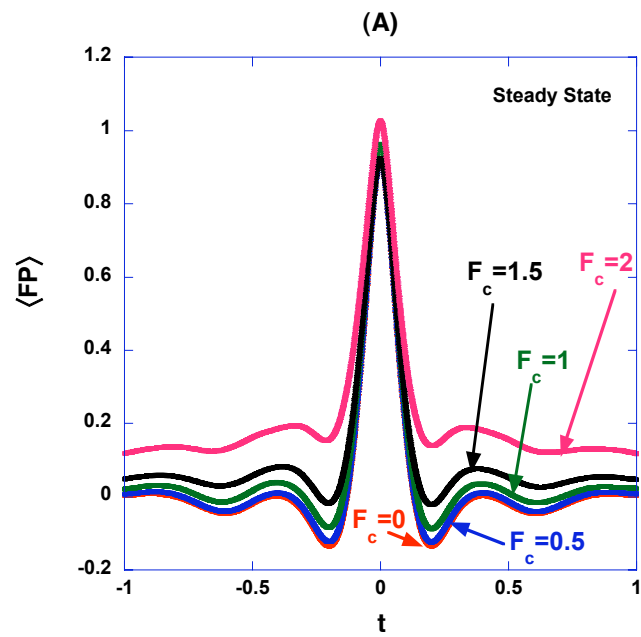 (A)
1.2
1
0.8
0.6
0.4
0.2
0
-0.2
⟨FP⟩
Steady State
F_c=2
F_c=1.5
F_c=1
F_c=0
F_c=0.5
-1
-0.5
0
0.5
1
t